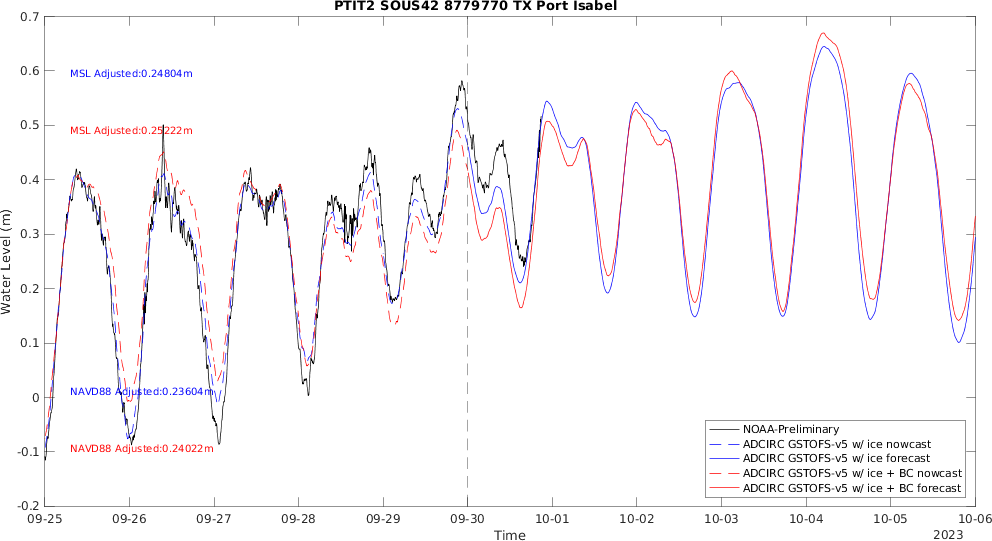 PTIT2 SOUS42 8779770 TX Port Isabel
0.7
0.6
0.5
0.4
0.3
0.2
0.1
0
-0.1
-0.2
Water Level (m)
MSL Adjusted:0.24804m
MSL Adjusted:0.25222m
NAVD88 Adjusted:0.23604m
NAVD88 Adjusted:0.24022m
NOAA-Preliminary
ADCIRC GSTOFS-v5 w/ ice nowcast
ADCIRC GSTOFS-v5 w/ ice forecast
ADCIRC GSTOFS-v5 w/ ice + BC nowcast
ADCIRC GSTOFS-v5 w/ ice + BC forecast
09-25 09-26 09-27 09-28 09-29 09-30 10-01 10-02 10-03 10-04 10-05 10-06
Time
2023